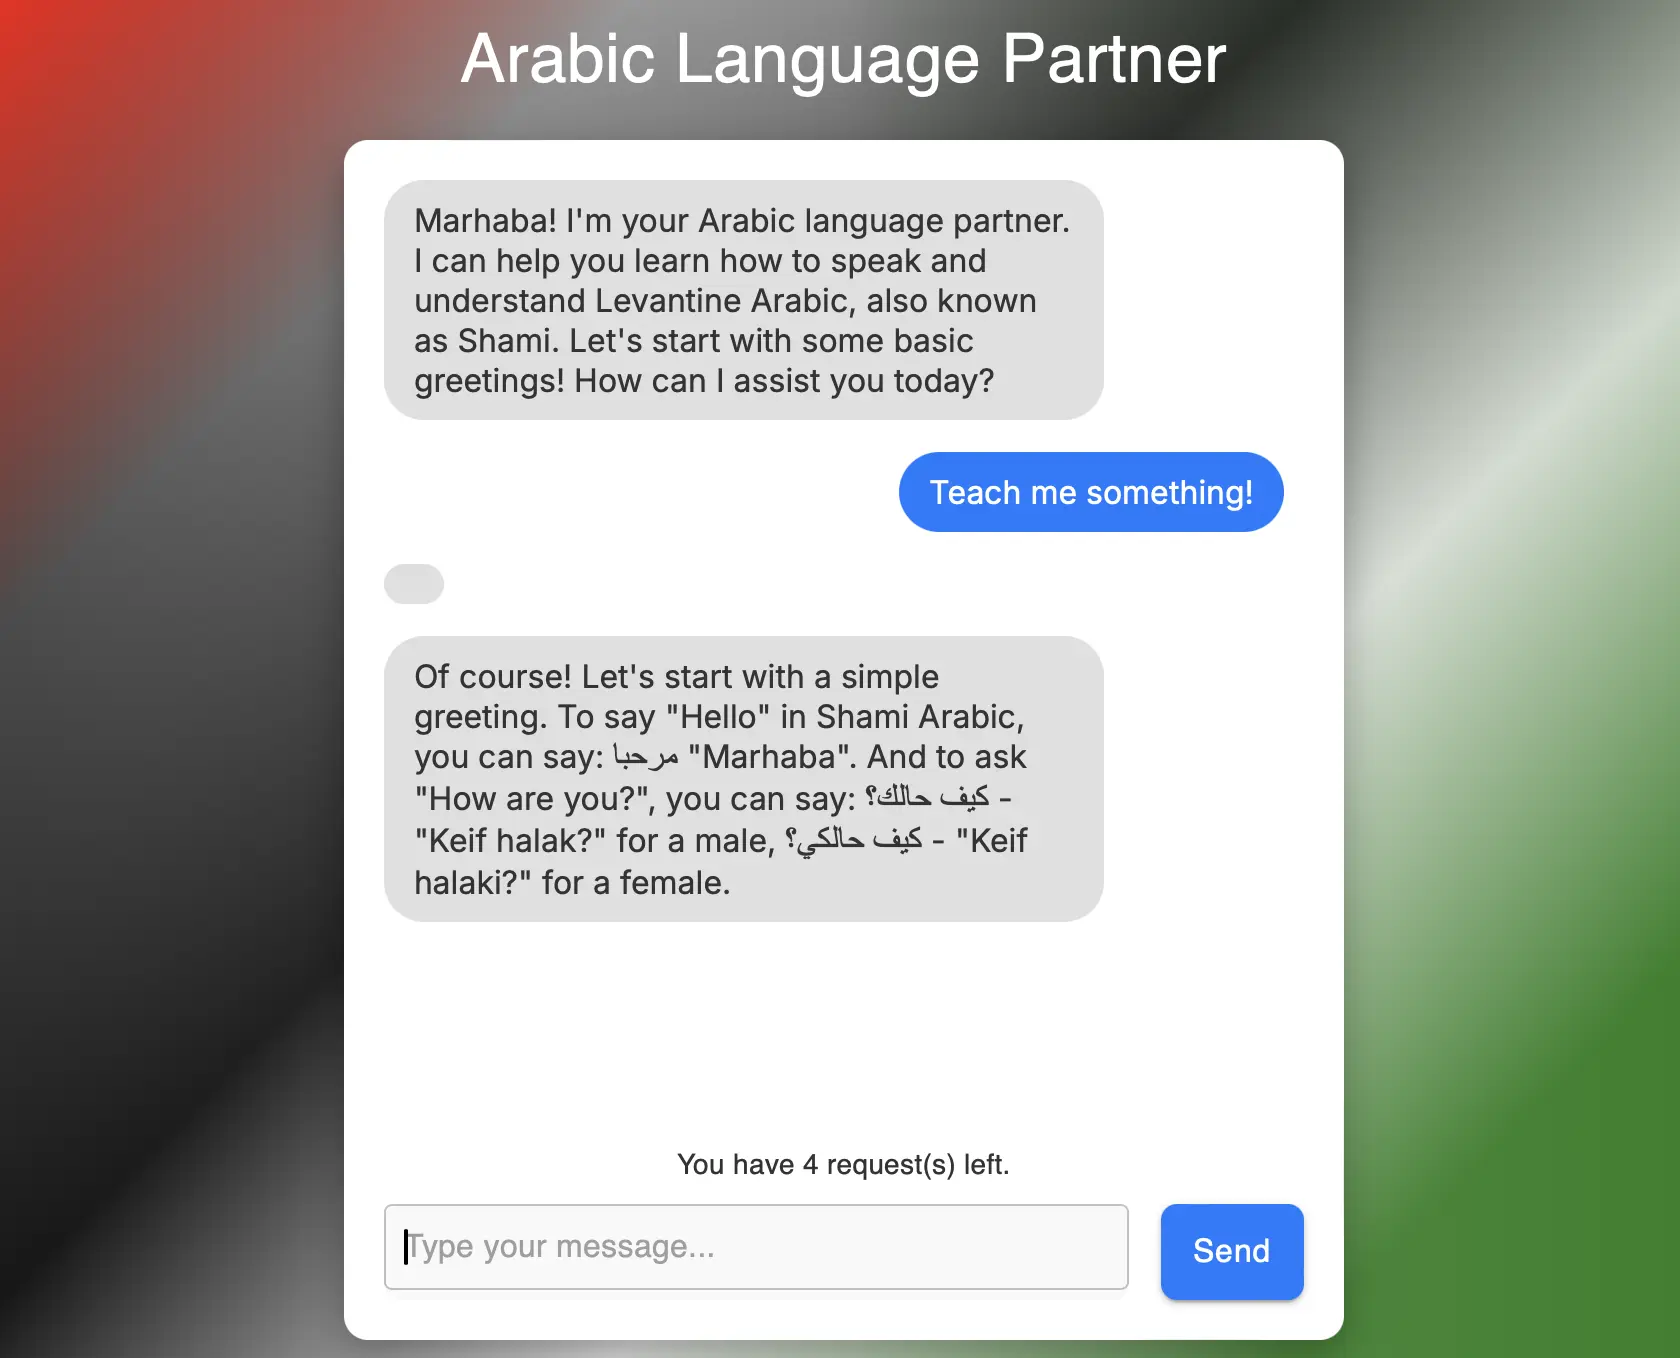 Arabic Language Partner
Marhaba! I'm your Arabic language partner.
I can help you learn how to speak and
understand Levantine Arabic, also known
as Shami. Let's start with some basic
greetings! How can I assist you today?
Teach me something!
Of course! Let's start with a simple
greeting. To say "Hello" in Shami Arabic,
you can say: مرحبا "Marhaba". And to ask
"How are you?", you can say: كيف حالك؟ -
"Keif halak?" for a male, كيف حالكي؟ - "Keif
halaki?" for a female.
You have 4 request(s) left.
Type your message...
Send